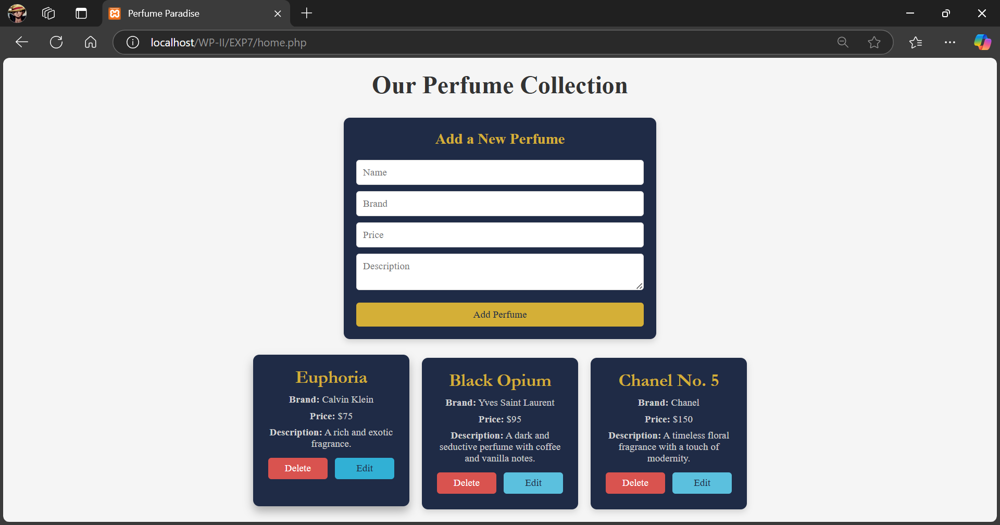 Perfume Paradise
localhost/WP-II/EXP7/home.php
Our Perfume Collection
Add a New Perfume
Name
Brand
Price
Description
Add Perfume
Euphoria
Brand: Calvin Klein
Price: $75
Description: A rich and exotic
fragrance.
Delete
Edit
Black Opium
Brand: Yves Saint Laurent
Price: $95
Description: A dark and
seductive perfume with coffee
and vanilla notes.
Delete
Edit
Chanel No. 5
Brand: Chanel
Price: $150
Description: A timeless floral
fragrance with a touch of
modernity.
Delete
Edit